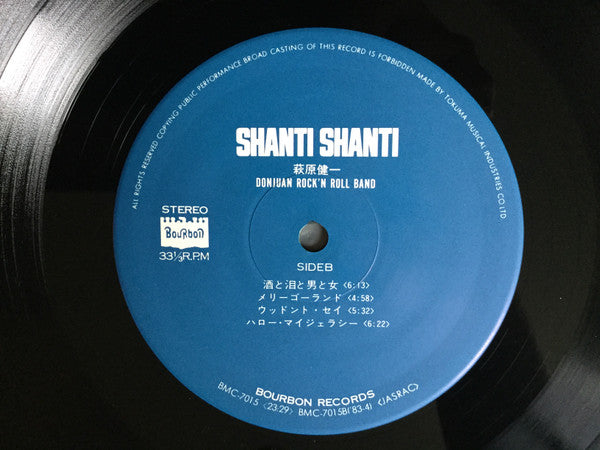 ALL RIGHTS RESERVED COPYING PUBLIC PERFORMANCE BROAD CASTING OF THIS RECORD IS FORBIDDEN MADE BY TOKUMA MUSICAL INDUSTRIES CO LTD
SHANTI SHANTI
萩原健一
DONJUAN ROCK'N ROLL BAND
STEREO
BOURBON
33⅓R.P.M
SIDEB
酒と泪と男と女〈6:13〉
メリーゴーランド〈4:58〉
ウッドント・セイ〈5:32〉
ハロー・マイジェラシー〈6:22〉
BOURBON RECORDS
BMC-7015 〈23:29〉 BMC-7015B('83.4) 〈JASRAC〉